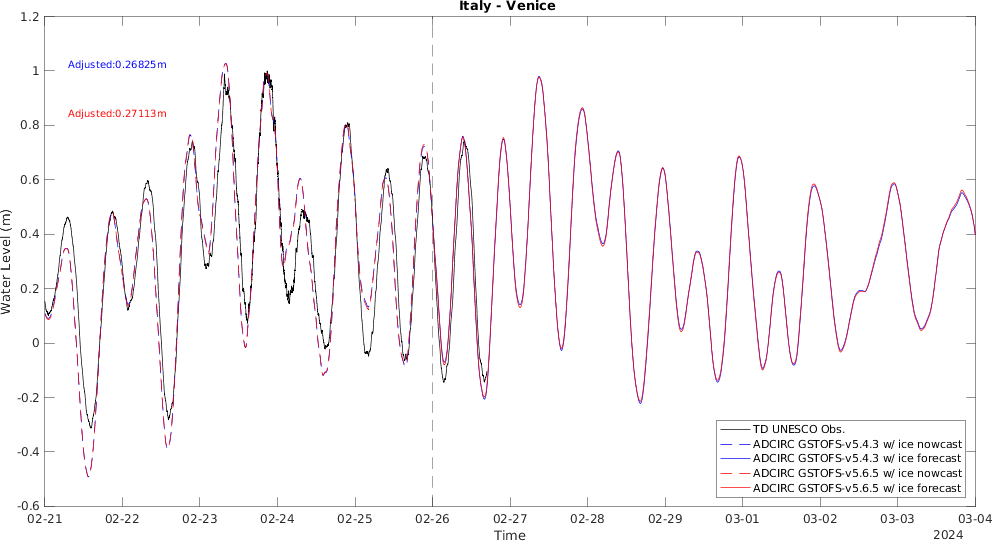 Italy - Venice
1.2
1
0.8
0.6
0.4
0.2
0
-0.2
-0.4
-0.6
Water Level (m)
Adjusted:0.26825m
Adjusted:0.27113m
TD UNESCO Obs.
ADCIRC GSTOFS-v5.4.3 w/ ice nowcast
ADCIRC GSTOFS-v5.4.3 w/ ice forecast
ADCIRC GSTOFS-v5.6.5 w/ ice nowcast
ADCIRC GSTOFS-v5.6.5 w/ ice forecast
02-21 02-22 02-23 02-24 02-25 02-26 02-27 02-28 02-29 03-01 03-02 03-03 03-04
Time
2024